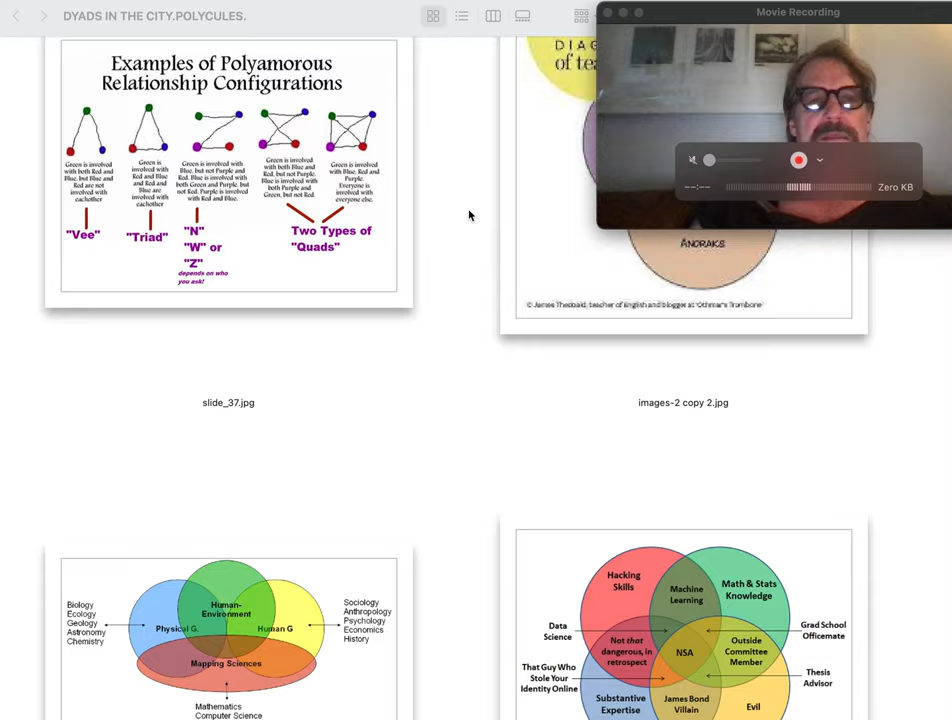 DYADS IN THE CITY.POLYCULES.
Movie Recording
--:--
Zero KB
Examples of Polyamorous
Relationship Configurations
Green is involved
with both Red and
Blue, but Blue and
Red are not
involved with
eachother
Green is
involved with
Red and Blue
and Red and
Blue are
involved with
eachother
Green is involved with
Blue, but not Purple and
Red. Blue is involved with
both Green and Purple, but
not Red. Purple is involved
with Red and Blue.
Green is involved
with both Blue and
Red, but not Purple.
Blue is involved with
both Purple and
Green, but not Red.
Green is involved
with Blue, Red and
Purple.
Everyone is
involved with
everyone else.
"Vee"
"Triad"
"N"
"W" or
"Z"
depends on who
you ask!
Two Types of
"Quads"
slide_37.jpg
DIAG
of tea
ANORAKS
© James Theobald, teacher of English and blogger at 'Othmar's Trombone'
images-2 copy 2.jpg
Biology
Ecology
Geology
Astronomy
Chemistry
Human-
Environment
Physical G.
Human G
Mapping Sciences
Sociology
Anthropology
Psychology
Economics
History
Mathematics
Computer Science
Hacking
Skills
Machine
Learning
Math & Stats
Knowledge
Data
Science
Not that
dangerous, in
retrospect
NSA
Outside
Committee
Member
Grad School
Officemate
That Guy Who
Stole Your
Identity Online
Thesis
Advisor
Substantive
Expertise
James Bond
Villain
Evil